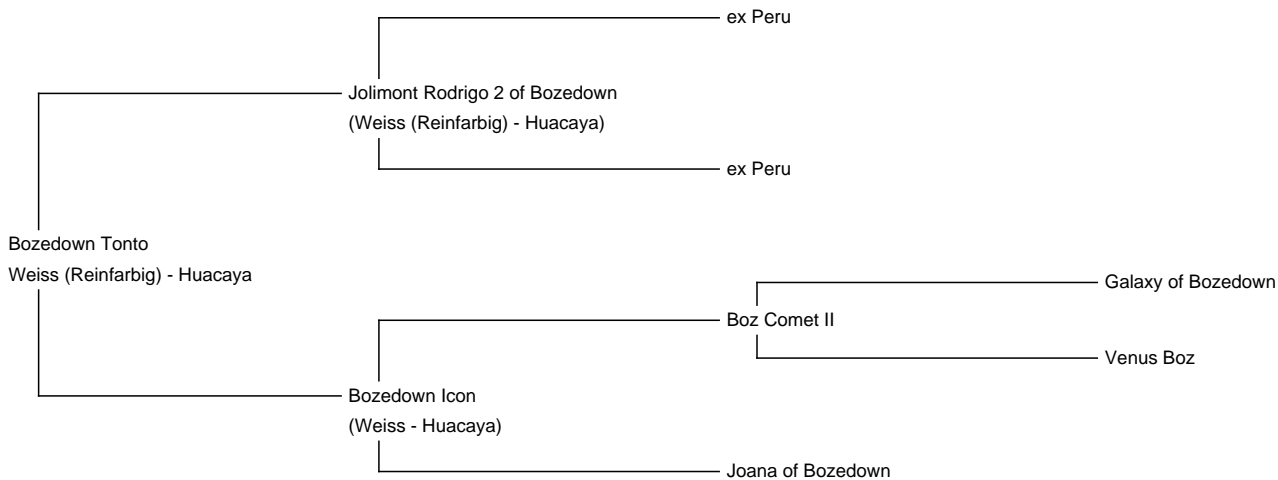 ex Peru
Jolimont Rodrigo 2 of Bozedown
(Weiss (Reinfarbig) - Huacaya)
ex Peru
Bozedown Tonto
Weiss (Reinfarbig) - Huacaya
Galaxy of Bozedown
Boz Comet II
Venus Boz
Bozedown Icon
(Weiss - Huacaya)
Joana of Bozedown